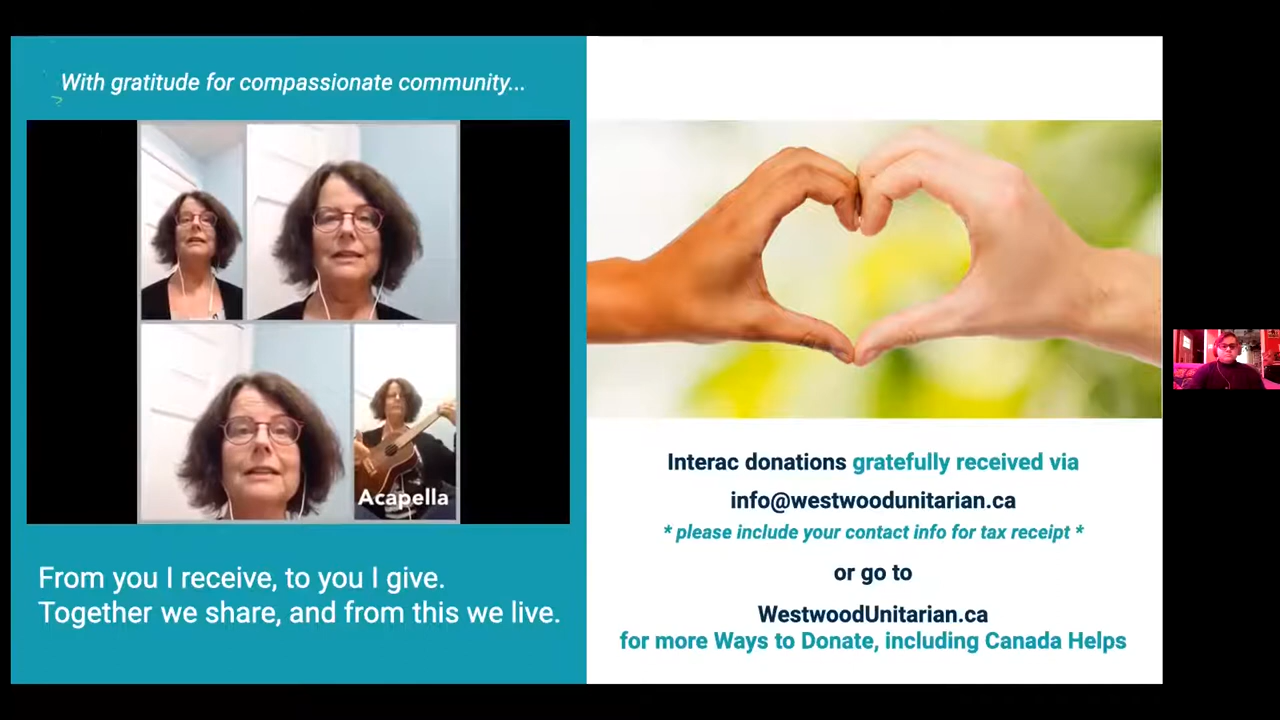 With gratitude for compassionate community...
Acapella
From you I receive, to you I give.
Together we share, and from this we live.
Interac donations gratefully received via
info@westwoodunitarian.ca
* please include your contact info for tax receipt *
or go to
WestwoodUnitarian.ca
for more Ways to Donate, including Canada Helps